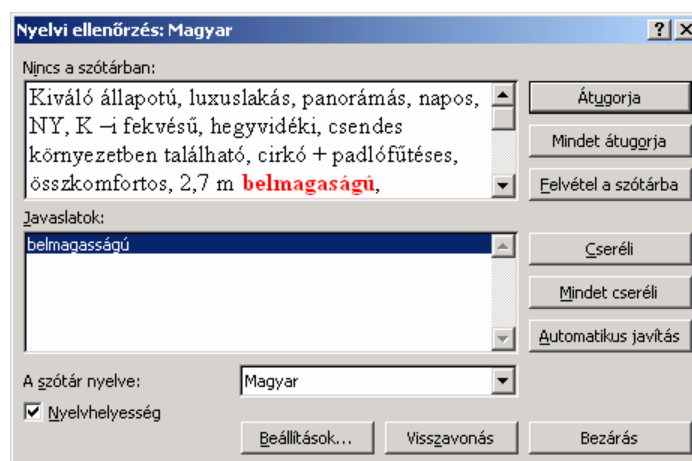 Nyelvi ellenőrzés: Magyar
Nincs a szótárban:
Kiváló állapotú, luxuslakás, panorámás, napos,
NY, K –i fekvésű, hegyvidéki, csendes
környezetben található, cirkó + padlófűtéses,
összkomfortos, 2,7 m belmagaságú,
Átugorja
Mindet átugorja
Felvétel a szótárba
Javaslatok:
belmagasságú
Cseréli
Mindet cseréli
Automatikus javítás
A szótár nyelve:
Magyar
Nyelvhelyesség
Beállítások...
Visszavonás
Bezárás